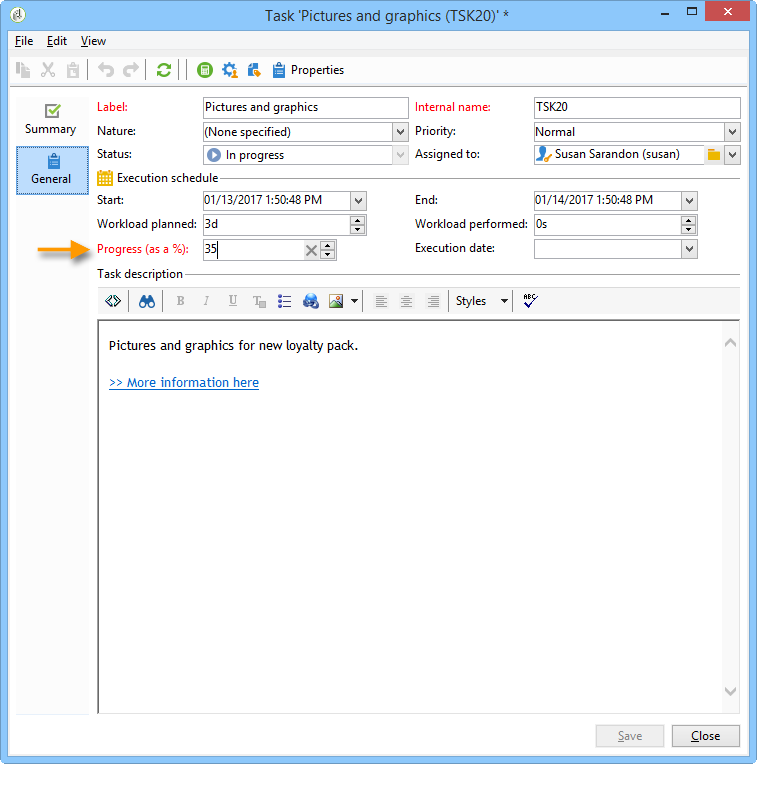 Task 'Pictures and graphics (TSK20)' *
File Edit View
Properties
Summary
General
Label: Pictures and graphics Internal name: TSK20
Nature: (None specified) Priority: Normal
Status: In progress Assigned to: Susan Sarandon (susan)
Execution schedule
Start: 01/13/2017 1:50:48 PM End: 01/14/2017 1:50:48 PM
Workload planned: 3d Workload performed: 0s
Progress (as a %): 35 Execution date:
Task description
B I U T Styles ABC
Pictures and graphics for new loyalty pack.
>> More information here
Save Close